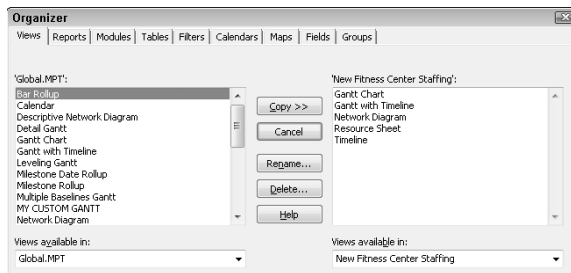 Organizer
Views Reports Modules Tables Filters Calendars Maps Fields Groups
'Global.MPT':
Bar Rollup
Calendar
Descriptive Network Diagram
Detail Gantt
Gantt Chart
Gantt with Timeline
Leveling Gantt
Milestone Date Rollup
Milestone Rollup
Multiple Baselines Gantt
MY CUSTOM GANTT
Network Diagram
Copy >>
Cancel
Rename...
Delete...
Help
'New Fitness Center Staffing':
Gantt Chart
Gantt with Timeline
Network Diagram
Resource Sheet
Timeline
Views available in:
Global.MPT
Views available in:
New Fitness Center Staffing